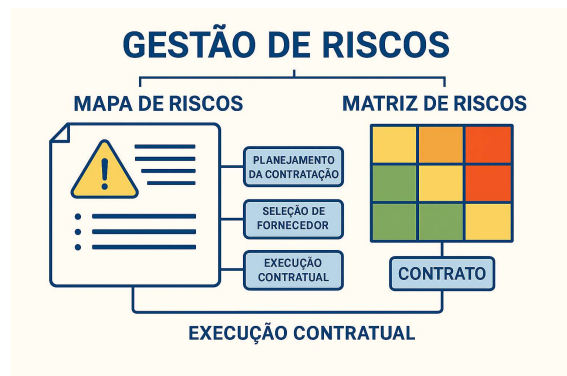 GESTÃO DE RISCOS
MAPA DE RISCOS
MATRIZ DE RISCOS
PLANEJAMENTO
DA CONTRATAÇÃO
SELEÇÃO DE
FORNECEDOR
EXECUÇÃO
CONTRATUAL
CONTRATO
EXECUÇÃO CONTRATUAL